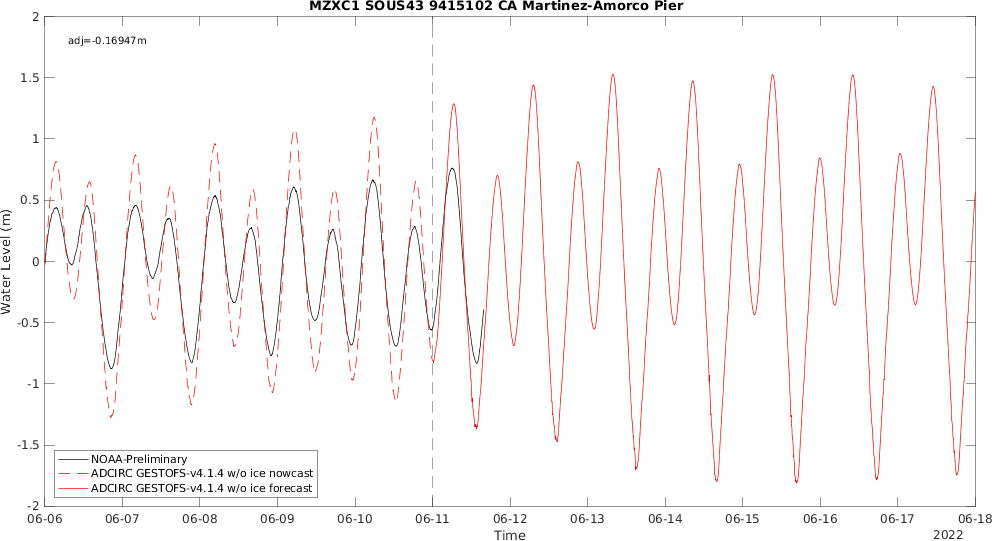 MZXC1 SOUS43 9415102 CA Martinez-Amorco Pier
adj=-0.16947m
2
1.5
1
0.5
0
-0.5
-1
-1.5
-2
Water Level (m)
NOAA-Preliminary
ADCIRC GESTOFS-v4.1.4 w/o ice nowcast
ADCIRC GESTOFS-v4.1.4 w/o ice forecast
06-06 06-07 06-08 06-09 06-10 06-11 06-12 06-13 06-14 06-15 06-16 06-17 06-18
Time
2022